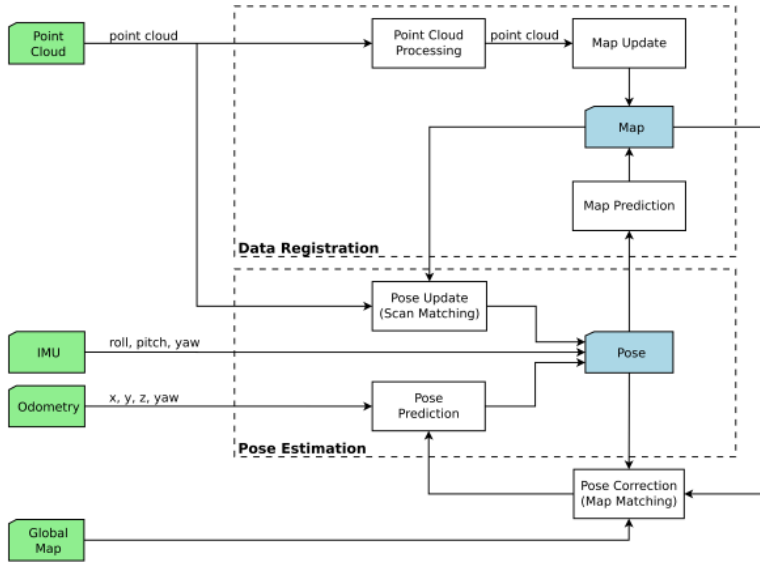 Point
Cloud
point cloud
Point Cloud
Processing
point cloud
Map Update
Map
Map Prediction
Data Registration
Pose Update
(Scan Matching)
IMU
roll, pitch, yaw
Pose
Odometry
x, y, z, yaw
Pose
Prediction
Pose Estimation
Pose Correction
(Map Matching)
Global
Map